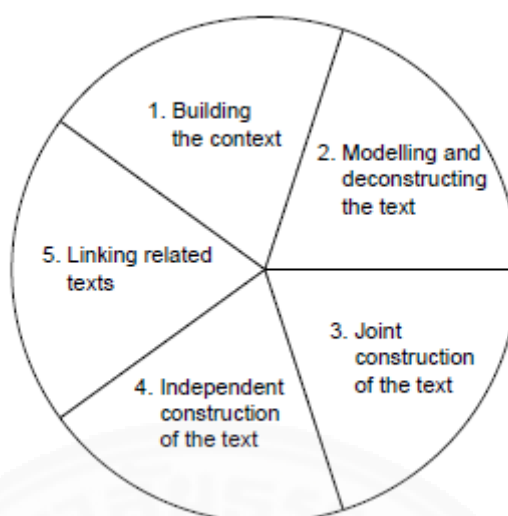 1. Building
the context
2. Modelling and
deconstructing
the text
3. Joint
construction
of the text
4. Independent
construction
of the text
5. Linking related
texts